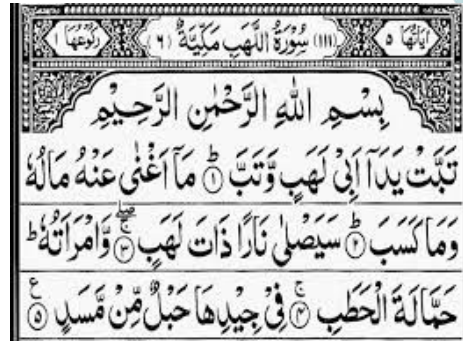 اٰيَاتُهَا ٥ (١١١) سُوْرَةُ اللَّهَبِ مَكِّيَّةٌ (٦) رُكُوْعُهَا ١
بِسْمِ اللهِ الرَّحْمٰنِ الرَّحِيْمِ
تَبَّتْ يَدَآ اَبِيْ لَهَبٍ وَّتَبَّ ؕ﴿١﴾ مَآ اَغْنٰى عَنْهُ مَالُهٗ
وَمَا كَسَبَ ؕ﴿٢﴾ سَيَصْلٰى نَارًا ذَاتَ لَهَبٍ ۚۖ﴿٣﴾ وَّامْرَاَتُهٗ ؕ
حَمَّالَةَ الْحَطَبِ ۚ﴿٤﴾ فِيْ جِيْدِهَا حَبْلٌ مِّنْ مَّسَدٍ ﴿٥﴾ ع